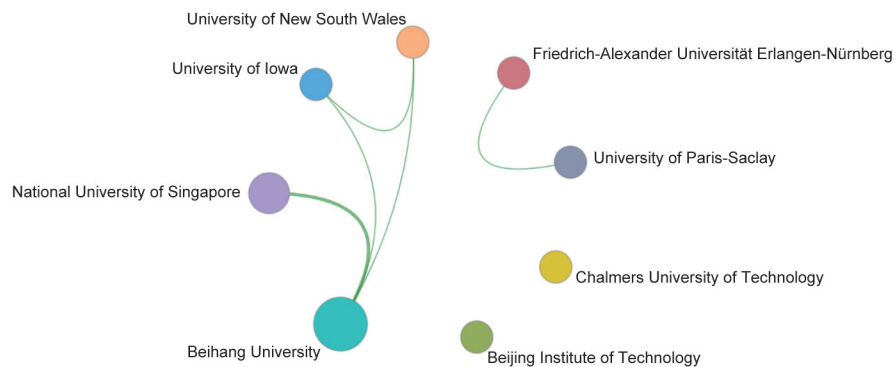 University of New South Wales
University of Iowa
Friedrich-Alexander Universität Erlangen-Nürnberg
University of Paris-Saclay
National University of Singapore
Chalmers University of Technology
Beihang University
Beijing Institute of Technology